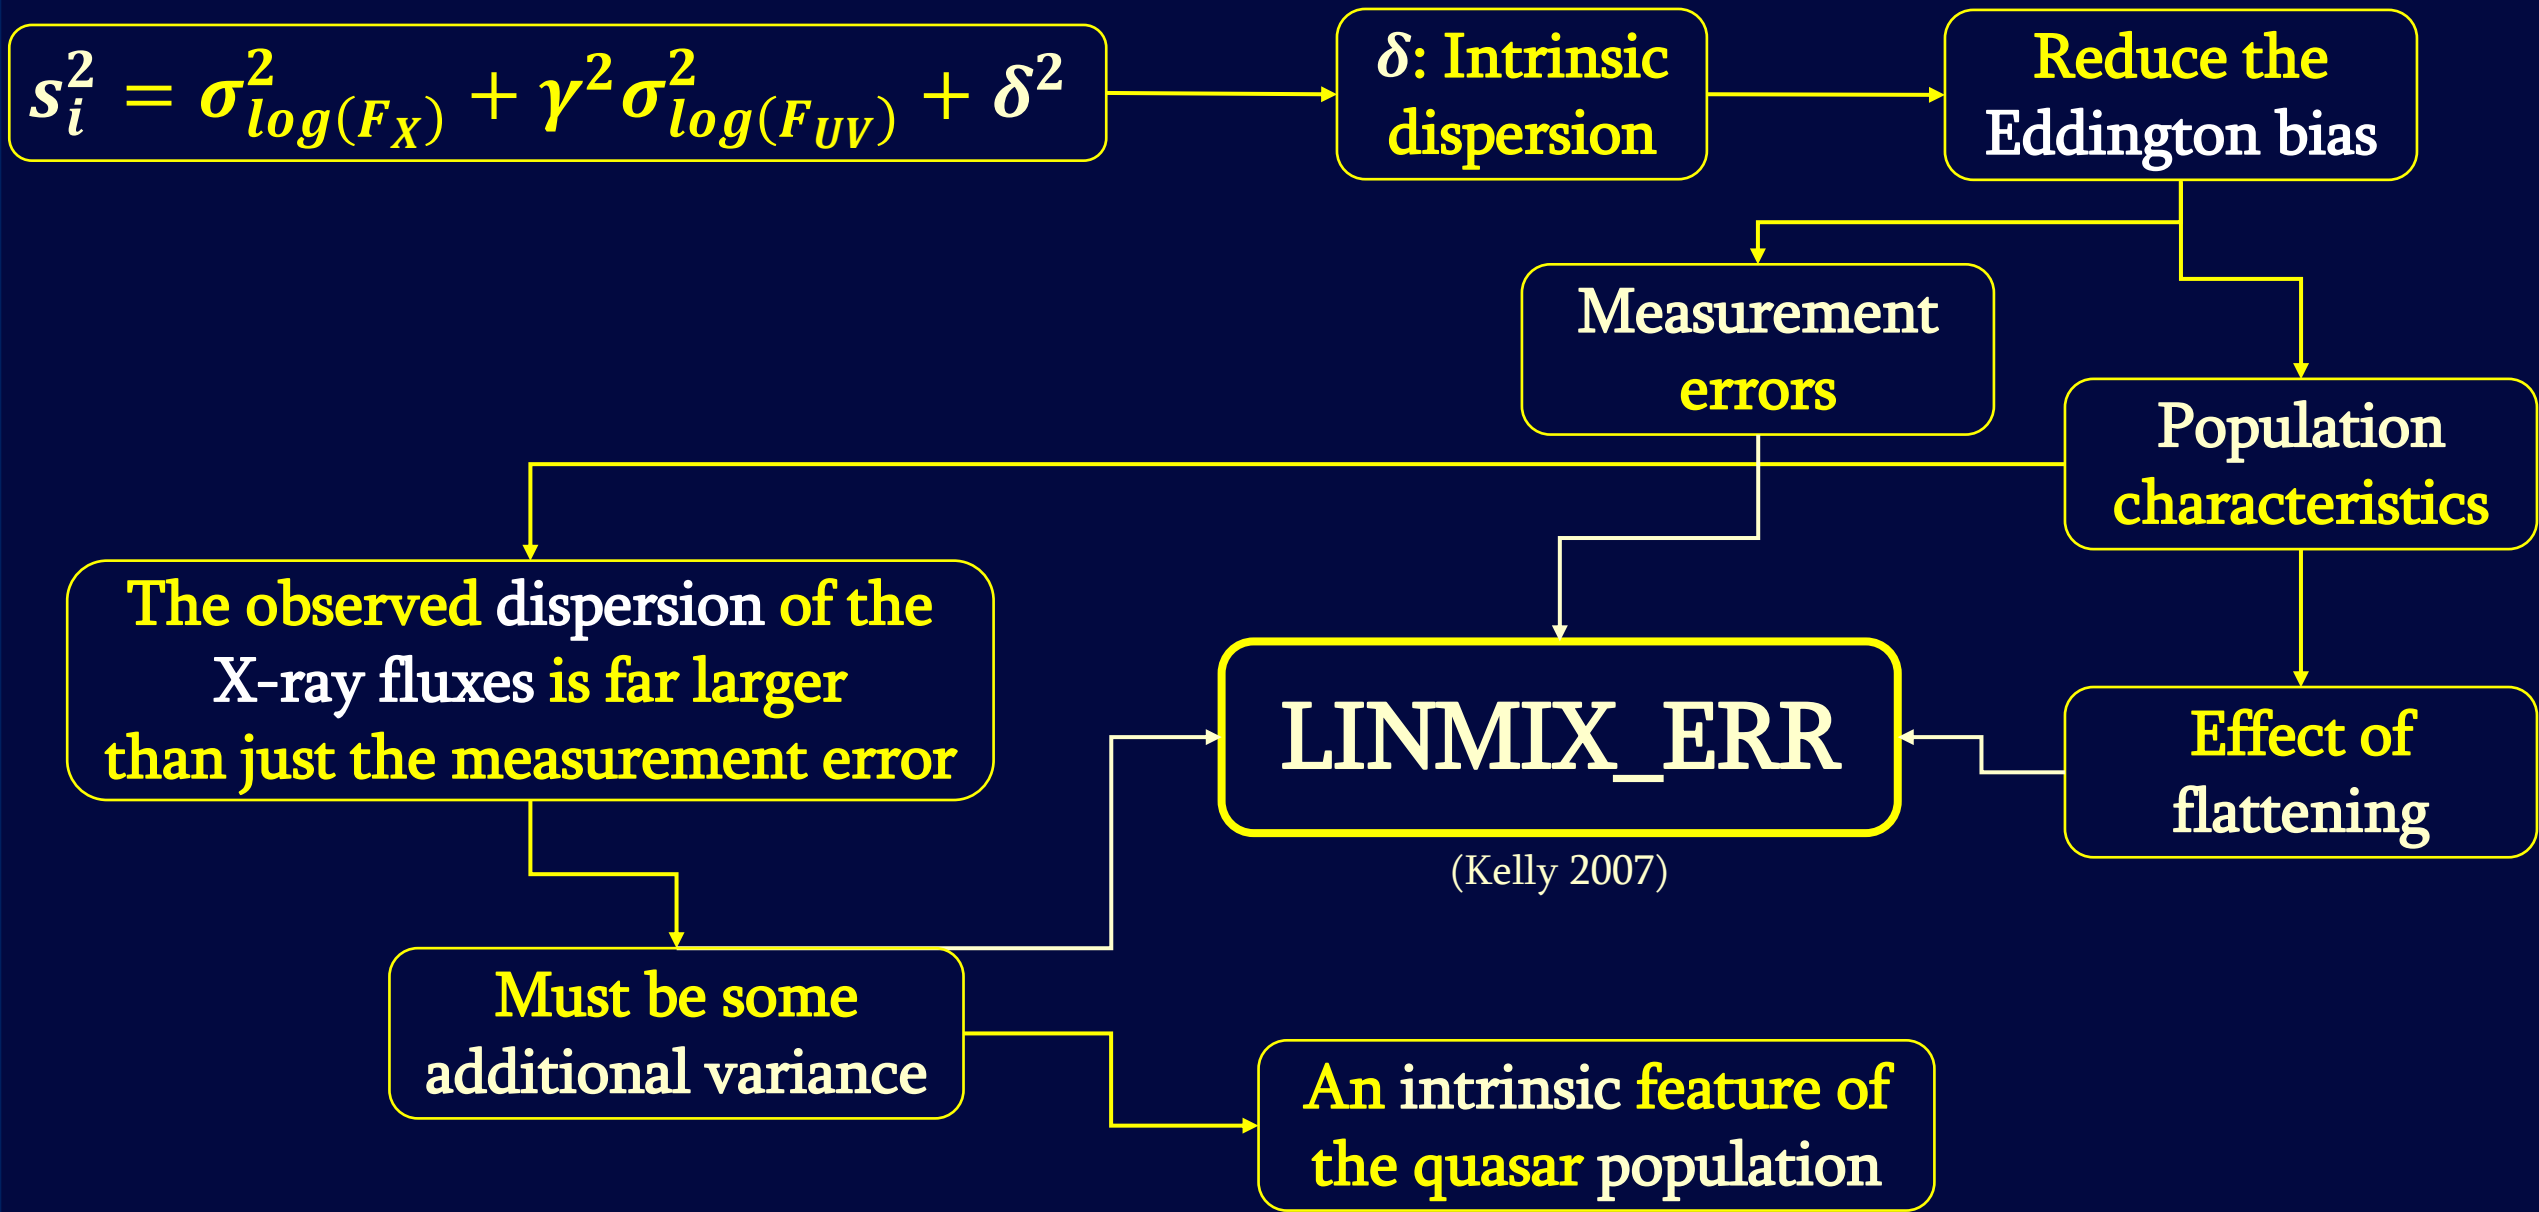 s_i^2 = σ^2_{log(F_X)} + γ^2 σ^2_{log(F_UV)} + δ^2
δ: Intrinsic
dispersion
Reduce the
Eddington bias
Measurement
errors
Population
characteristics
The observed dispersion of the
X-ray fluxes is far larger
than just the measurement error
LINMIX_ERR
(Kelly 2007)
Effect of
flattening
Must be some
additional variance
An intrinsic feature of
the quasar population